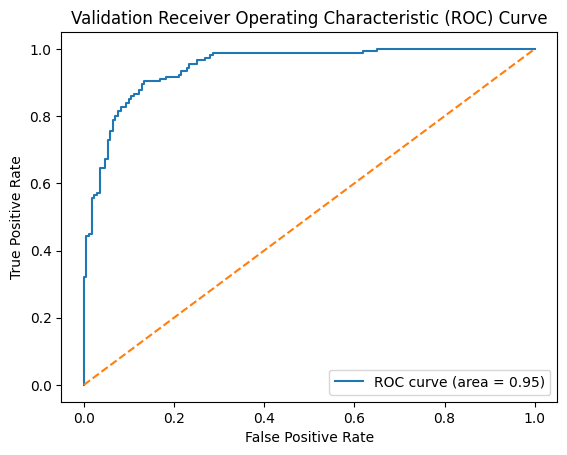 Validation Receiver Operating Characteristic (ROC) Curve
1.0
0.8
0.6
0.4
0.2
0.0
True Positive Rate
ROC curve (area = 0.95)
0.0 0.2 0.4 0.6 0.8 1.0
False Positive Rate